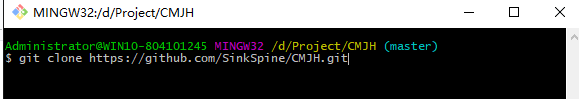 MINGW32:/d/Project/CMJH
Administrator@WIN10-804101245 MINGW32 /d/Project/CMJH (master)
$ git clone https://github.com/SinkSpine/CMJH.git